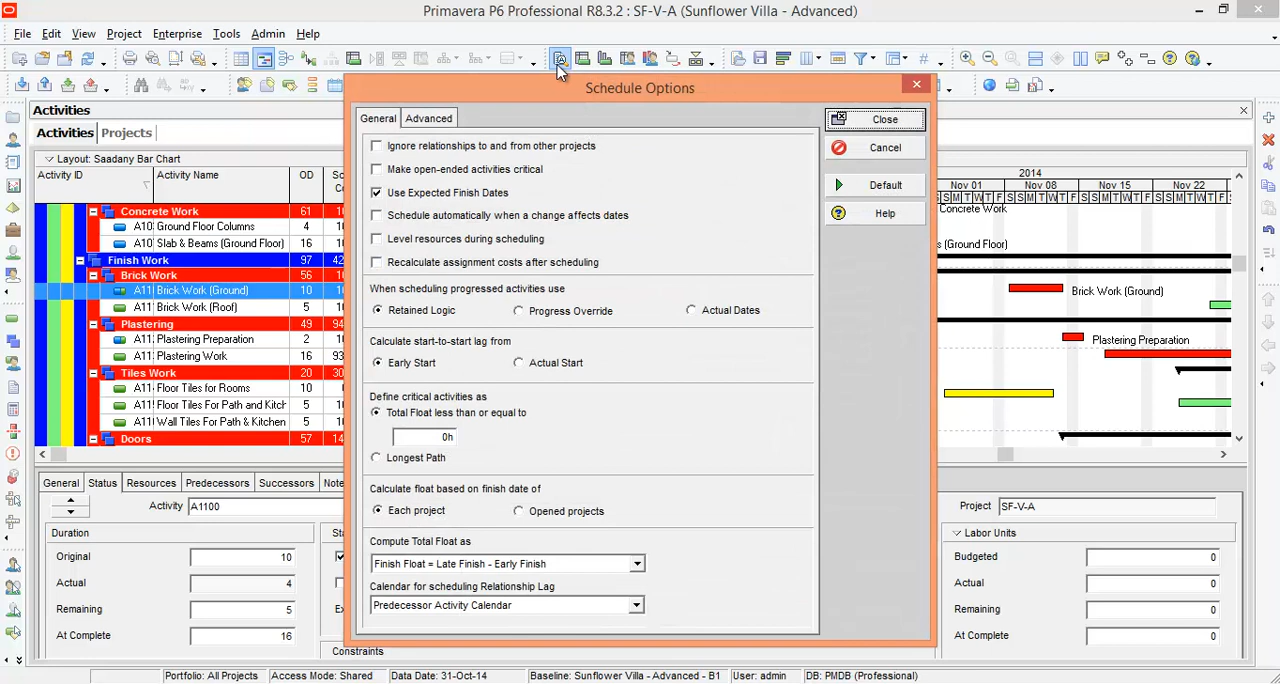 Primavera P6 Professional R8.3.2 : SF-V-A (Sunflower Villa - Advanced)
File Edit View Project Enterprise Tools Admin Help
Activities
Activities Projects
Layout: Saadany Bar Chart
Activity ID Activity Name OD
Concrete Work 61
A10 Ground Floor Columns 4
A10 Slab & Beams (Ground Floor) 16
Finish Work 97
Brick Work 56
A11 Brick Work (Ground) 10
A11 Brick Work (Roof) 5
Plastering 49
A11 Plastering Preparation 2
A11 Plastering Work 16
Tiles Work 20
A11 Floor Tiles for Rooms 10
A11 Floor Tiles For Path and Kitch
A11 Wall Tiles For Path & Kitchen
Doors 57
2014
Nov 01 Nov 08 Nov 15 Nov 22
Concrete Work
s (Ground Floor)
Brick Work (Ground)
Plastering Preparation
Schedule Options
General Advanced
Ignore relationships to and from other projects
Make open-ended activities critical
Use Expected Finish Dates
Schedule automatically when a change affects dates
Level resources during scheduling
Recalculate assignment costs after scheduling
When scheduling progressed activities use
Retained Logic Progress Override Actual Dates
Calculate start-to-start lag from
Early Start Actual Start
Define critical activities as
Total Float less than or equal to
0h
Longest Path
Calculate float based on finish date of
Each project Opened projects
Compute Total Float as
Finish Float = Late Finish - Early Finish
Calendar for scheduling Relationship Lag
Predecessor Activity Calendar
Close
Cancel
Default
Help
General Status Resources Predecessors Successors Note
Activity A1100 Project SF-V-A
Duration
Original 10
Actual 4
Remaining 5
At Complete 16
Sta
Constraints
Labor Units
Budgeted 0
Actual 0
Remaining 0
At Complete 0
Portfolio: All Projects Access Mode: Shared Data Date: 31-Oct-14 Baseline: Sunflower Villa - Advanced - B1 User: admin DB: PMDB (Professional)